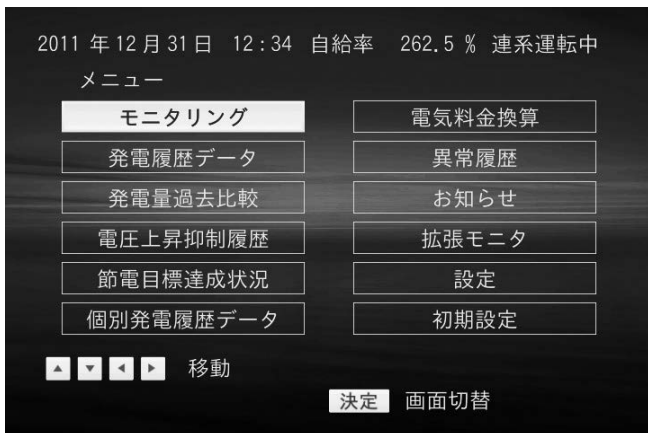 2011 年 12 月 31 日 12:34 自給率 262.5 % 連系運転中
メニュー
モニタリング 電気料金換算
発電履歴データ 異常履歴
発電量過去比較 お知らせ
電圧上昇抑制履歴 拡張モニタ
節電目標達成状況 設定
個別発電履歴データ 初期設定
▲ ▼ ◀ ▶ 移動
決定 画面切替